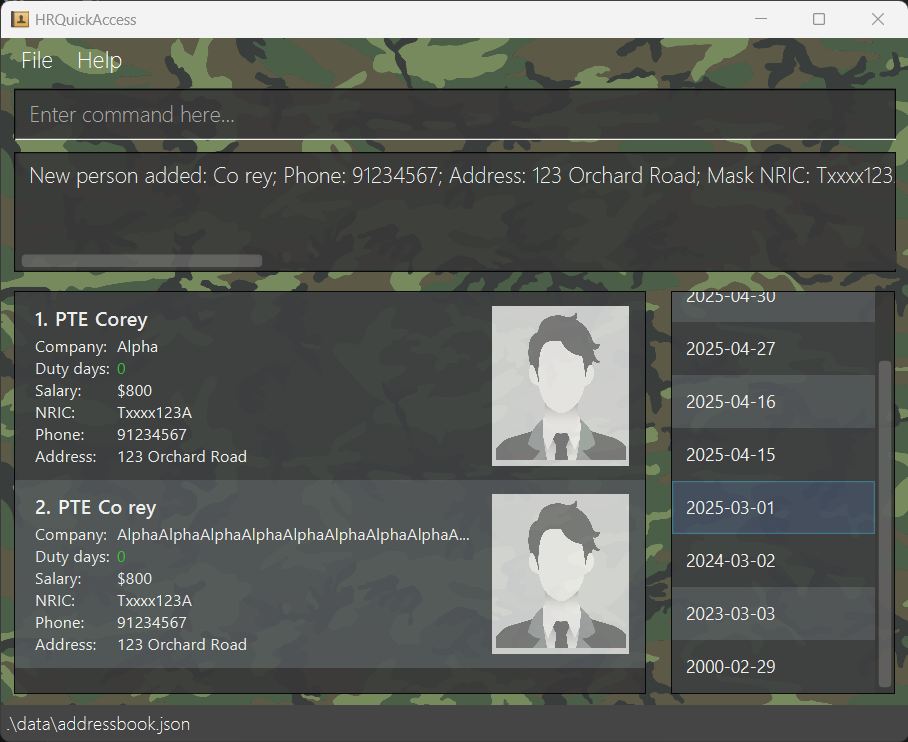 HRQuickAccess
File Help
Enter command here...
New person added: Co rey; Phone: 91234567; Address: 123 Orchard Road; Mask NRIC: Txxxx123
1. PTE Corey
Company: Alpha
Duty days: 0
Salary: $800
NRIC: Txxxx123A
Phone: 91234567
Address: 123 Orchard Road
2. PTE Co rey
Company: AlphaAlphaAlphaAlphaAlphaAlphaAlphaAlphaA...
Duty days: 0
Salary: $800
NRIC: Txxxx123A
Phone: 91234567
Address: 123 Orchard Road
2025-04-30
2025-04-27
2025-04-16
2025-04-15
2025-03-01
2024-03-02
2023-03-03
2000-02-29
.\data\addressbook.json